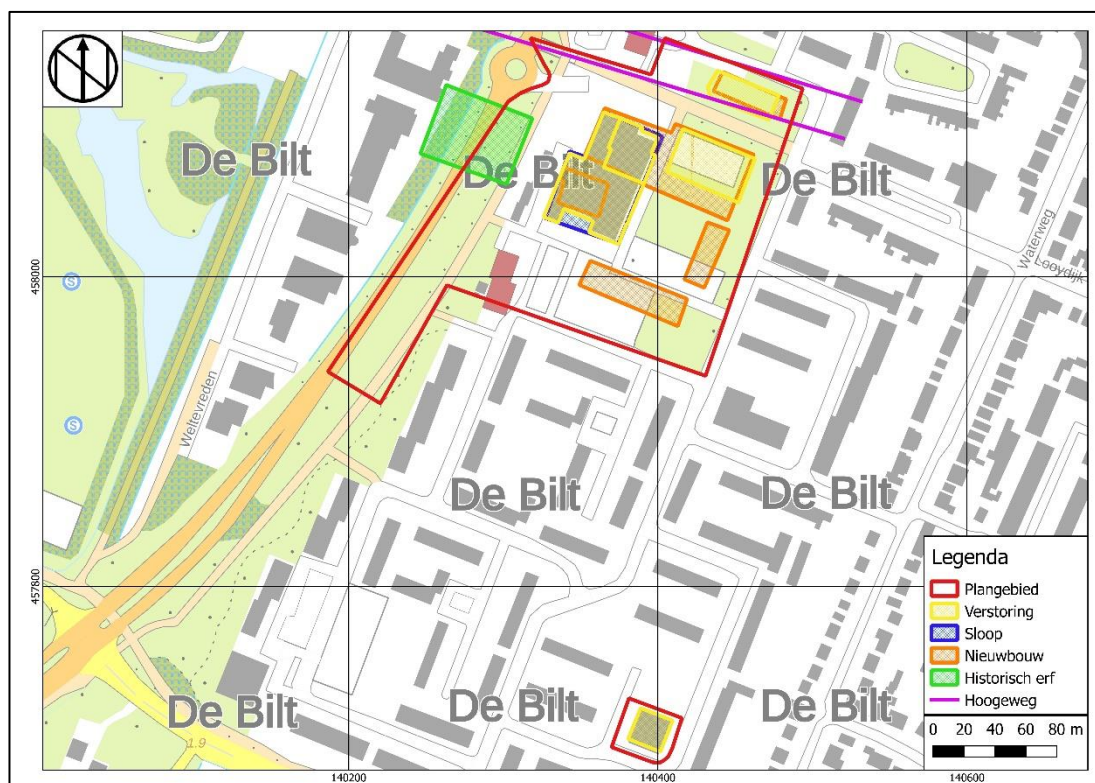 De Bilt
De Bilt
De Bilt
Waterweg
Looydijk
458000
S
Weltevreden
S
De Bilt
De Bilt
457800
Legenda
Plangebied
Verstoring
Sloop
Nieuwbouw
Historisch erf
Hoogeweg
0 20 40 60 80 m
De Bilt
De Bilt
De Bilt
1.9
140200
140400
140600